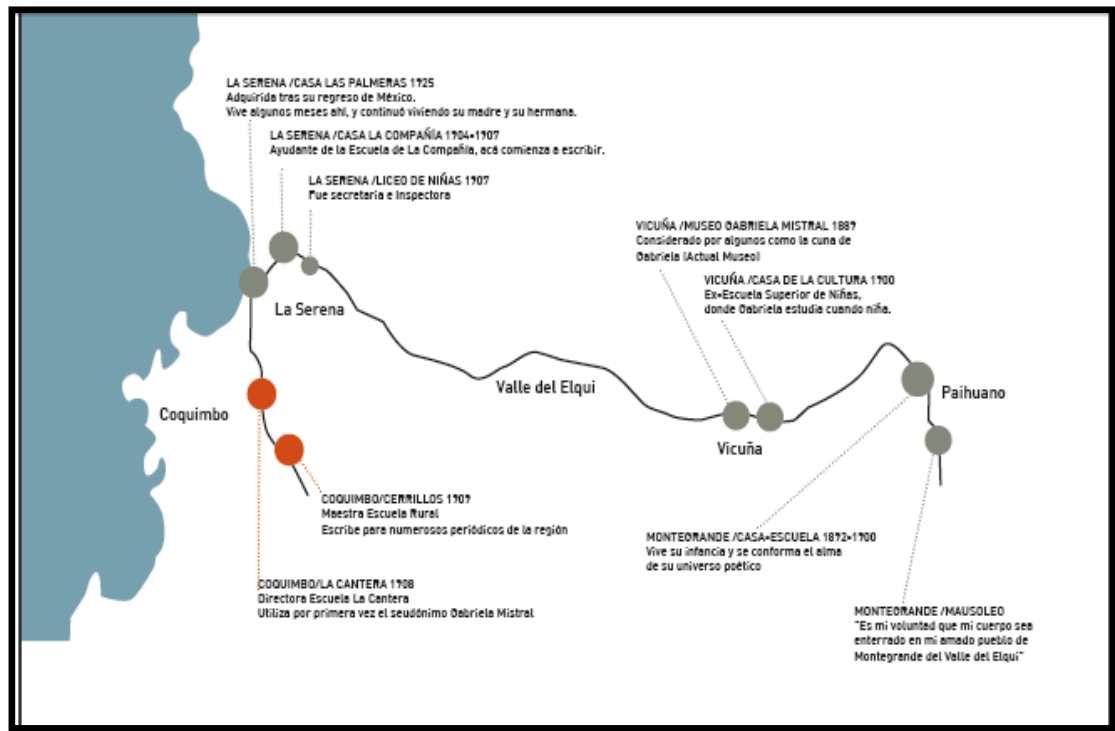 LA SERENA /CASA LAS PALMERAS 1925
Adquirida tras su regreso de México.
Vive algunos meses ahí, y continuó viviendo su madre y su hermana.
LA SERENA /CASA LA COMPAÑÍA 1904•1907
Ayudante de la Escuela de La Compañía, acá comienza a escribir.
LA SERENA /LICEO DE NIÑAS 1907
Fue secretaria e Inspectora
VICUÑA /MUSEO GABRIELA MISTRAL 1889
Considerado por algunos como la cuna de
Gabriela (Actual Museo)
VICUÑA /CASA DE LA CULTURA 1900
Ex•Escuela Superior de Niñas,
donde Gabriela estudia cuando niña.
La Serena
Valle del Elqui
Paihuano
Coquimbo
Vicuña
COQUIMBO/CERRILLOS 1909
Maestra Escuela Rural
Escribe para numerosos periódicos de la región
MONTEGRANDE /CASA•ESCUELA 1892•1900
Vive su infancia y se conforma el alma
de su universo poético
COQUIMBO/LA CANTERA 1908
Directora Escuela La Cantera
Utiliza por primera vez el seudónimo Gabriela Mistral
MONTEGRANDE /MAUSOLEO
"Es mi voluntad que mi cuerpo sea
enterrado en mi amado pueblo de
Montegrande del Valle del Elqui"